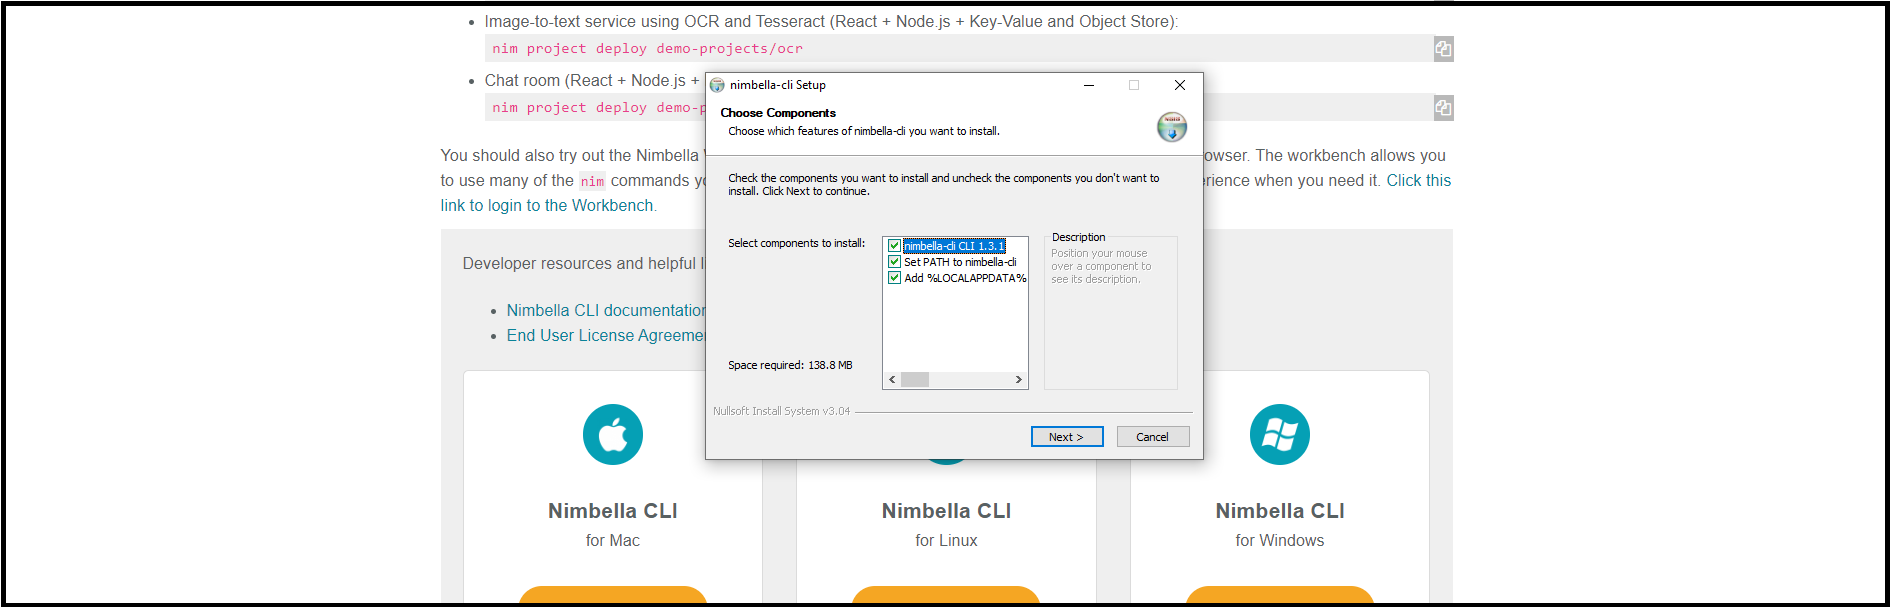 Image-to-text service using OCR and Tesseract (React + Node.js + Key-Value and Object Store):
nim project deploy demo-projects/ocr
Chat room (React + Node.js +
nim project deploy demo-p
You should also try out the Nimbella
owser. The workbench allows you
to use many of the nim commands yo
rience when you need it. Click this
link to login to the Workbench.
Developer resources and helpful l
Nimbella CLI documentation
End User License Agreeme
nimbella-cli Setup
Choose Components
Choose which features of nimbella-cli you want to install.
Check the components you want to install and uncheck the components you don't want to
install. Click Next to continue.
Select components to install:
nimbella-cli CLI 1.3.1
Set PATH to nimbella-cli
Add %LOCALAPPDATA%
Description
Position your mouse
over a component to
see its description.
Space required: 138.8 MB
Nullsoft Install System v3.04
Next >
Cancel
Nimbella CLI
for Mac
Nimbella CLI
for Linux
Nimbella CLI
for Windows